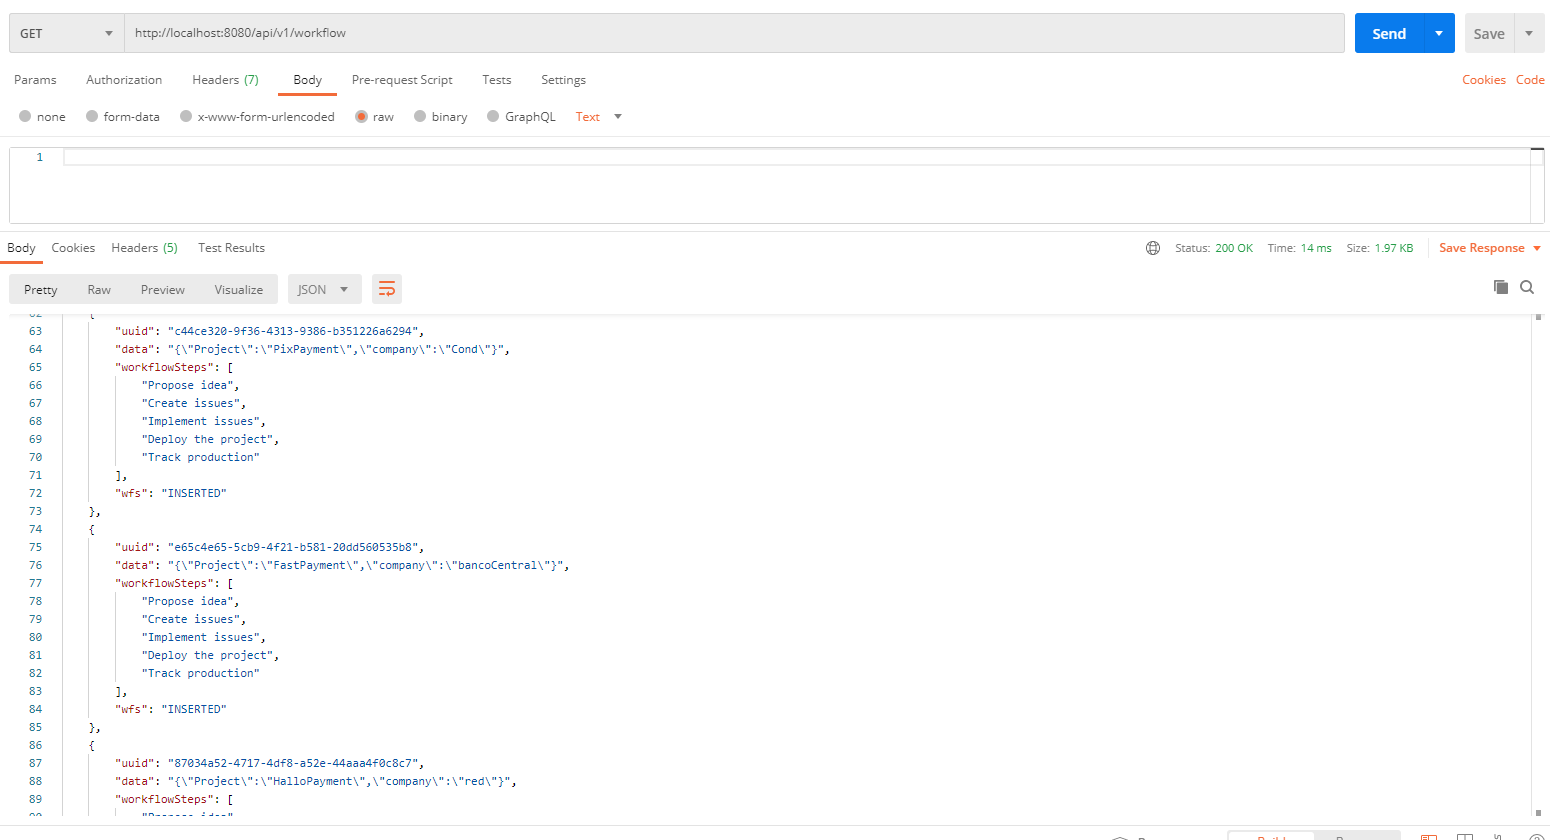 GET http://localhost:8080/api/v1/workflow Send Save
Params Authorization Headers (7) Body Pre-request Script Tests Settings Cookies Code
none form-data x-www-form-urlencoded raw binary GraphQL Text
1
Body Cookies Headers (5) Test Results Status: 200 OK Time: 14 ms Size: 1.97 KB Save Response
Pretty Raw Preview Visualize JSON
62 {
63 "uuid": "c44ce320-9f36-4313-9386-b351226a6294",
64 "data": "{\"Project\":\"PixPayment\",\"company\":\"Cond\"}",
65 "workflowSteps": [
66 "Propose idea",
67 "Create issues",
68 "Implement issues",
69 "Deploy the project",
70 "Track production"
71 ],
72 "wfs": "INSERTED"
73 },
74 {
75 "uuid": "e65c4e65-5cb9-4f21-b581-20dd560535b8",
76 "data": "{\"Project\":\"FastPayment\",\"company\":\"bancoCentral\"}",
77 "workflowSteps": [
78 "Propose idea",
79 "Create issues",
80 "Implement issues",
81 "Deploy the project",
82 "Track production"
83 ],
84 "wfs": "INSERTED"
85 },
86 {
87 "uuid": "87034a52-4717-4df8-a52e-44aaa4f0c8c7",
88 "data": "{\"Project\":\"HalloPayment\",\"company\":\"red\"}",
89 "workflowSteps": [
90 "Propose idea",